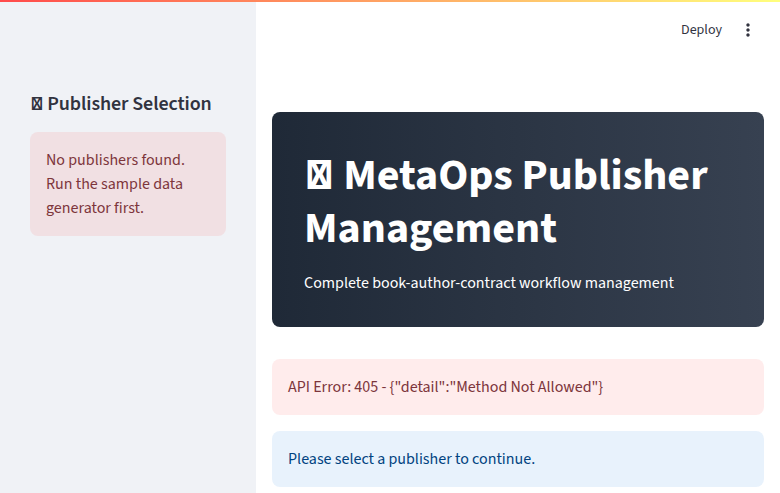 Deploy
Publisher Selection
No publishers found.
Run the sample data
generator first.
MetaOps Publisher
Management
Complete book-author-contract workflow management
API Error: 405 - {"detail":"Method Not Allowed"}
Please select a publisher to continue.